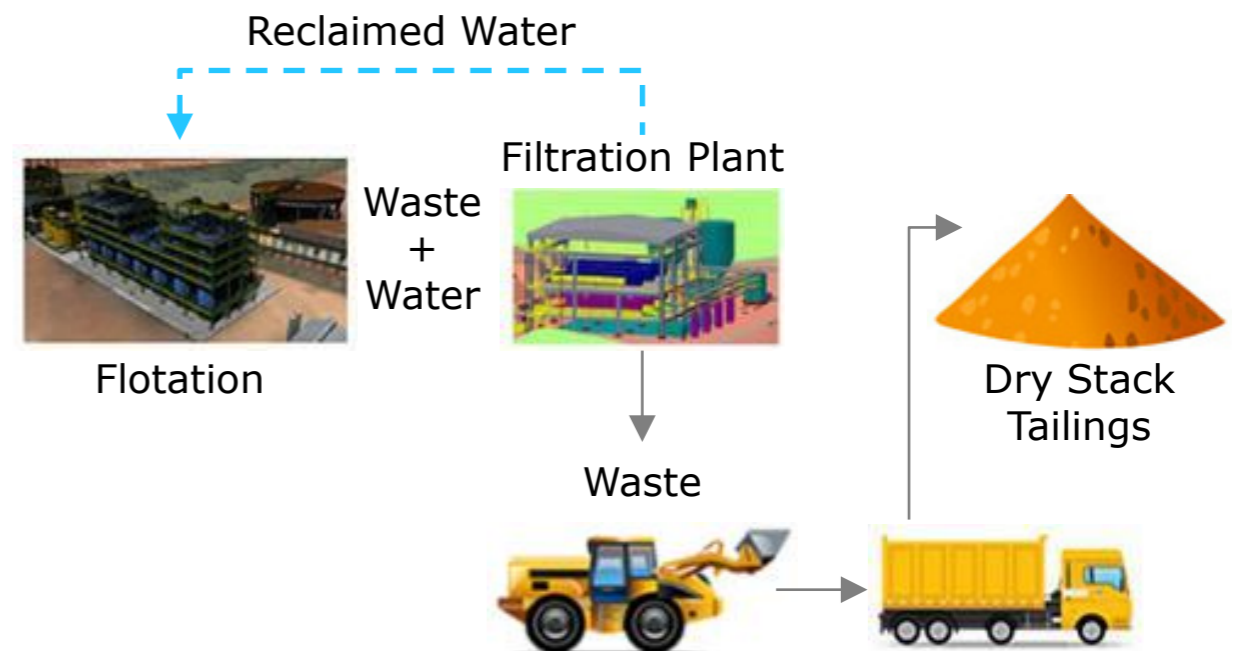 Reclaimed Water
Filtration Plant
Waste
+
Water
Flotation
Dry Stack
Tailings
Waste